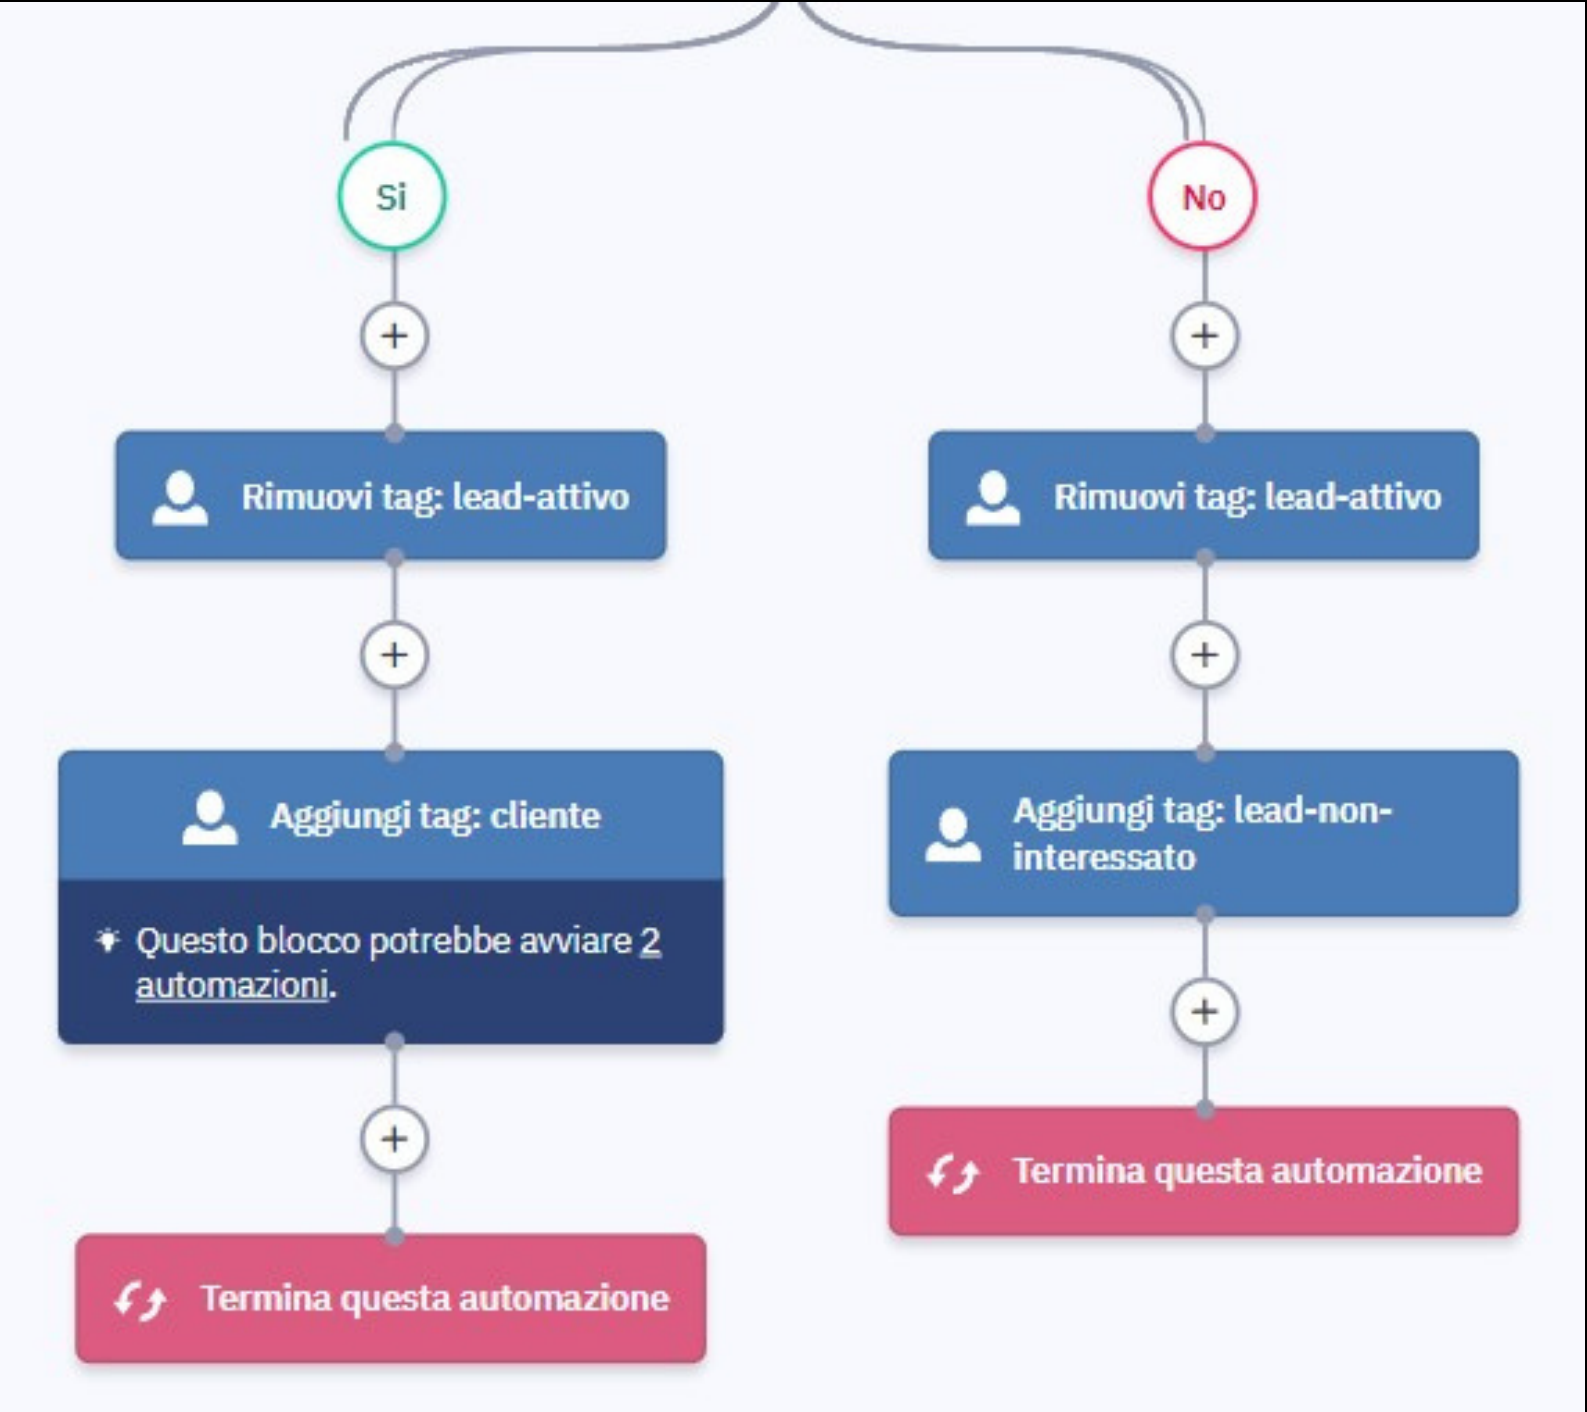 Si
No
+
+
Rimuovi tag: lead-attivo
Rimuovi tag: lead-attivo
+
+
Aggiungi tag: cliente
Questo blocco potrebbe avviare 2
automazioni.
Aggiungi tag: lead-non-
interessato
+
+
Termina questa automazione
Termina questa automazione